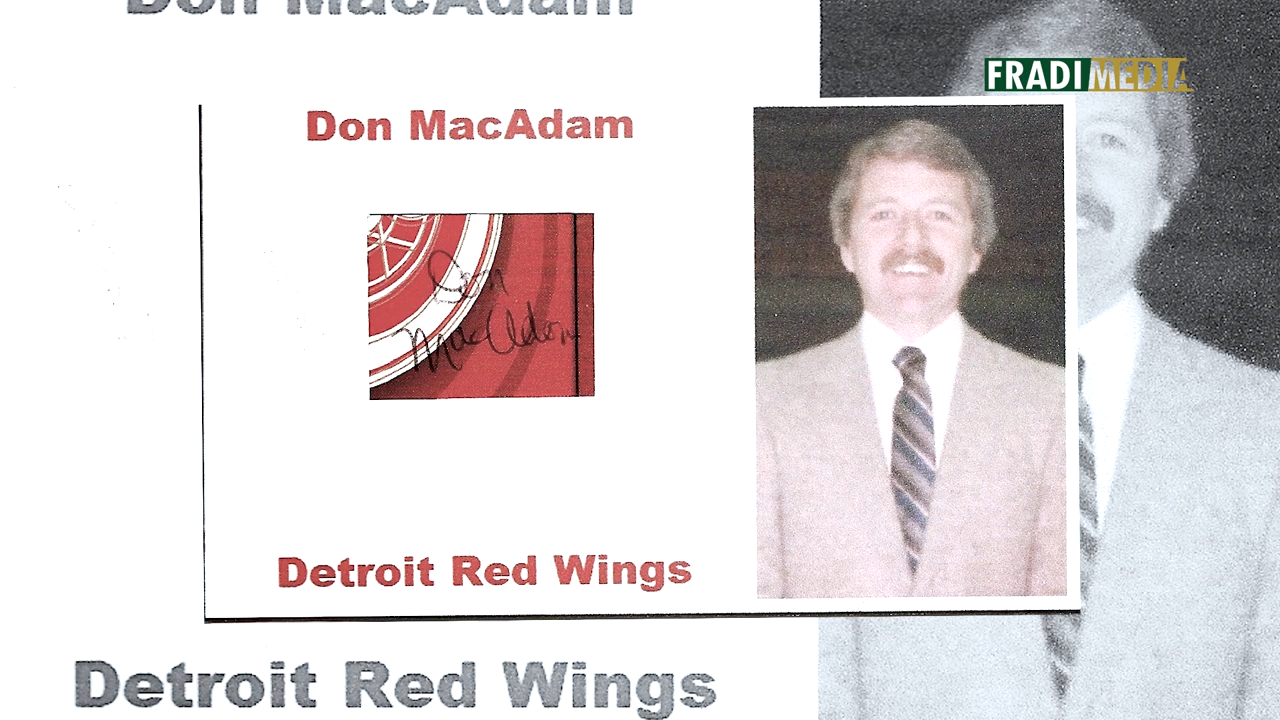 Don MacAdam
FRADIMEDIA
Don MacAdam
Don
MacAdam
Detroit Red Wings
Detroit Red Wings